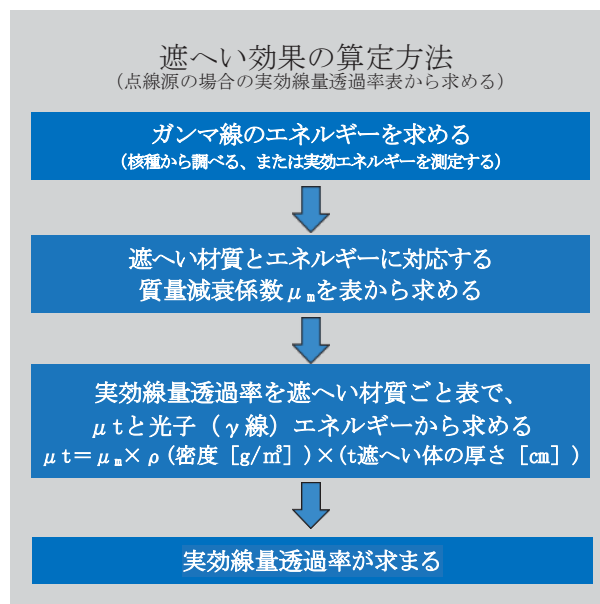 遮へい効果の算定方法
（点線源の場合の実効線量透過率表から求める）
ガンマ線のエネルギーを求める
（核種から調べる、または実効エネルギーを測定する）
遮へい材質とエネルギーに対応する
質量減衰係数μmを表から求める
実効線量透過率を遮へい材質ごと表で、
μtと光子（γ線）エネルギーから求める
μt＝μm×ρ(密度［g/㎥］)×(t遮へい体の厚さ［cm］)
実効線量透過率が求まる